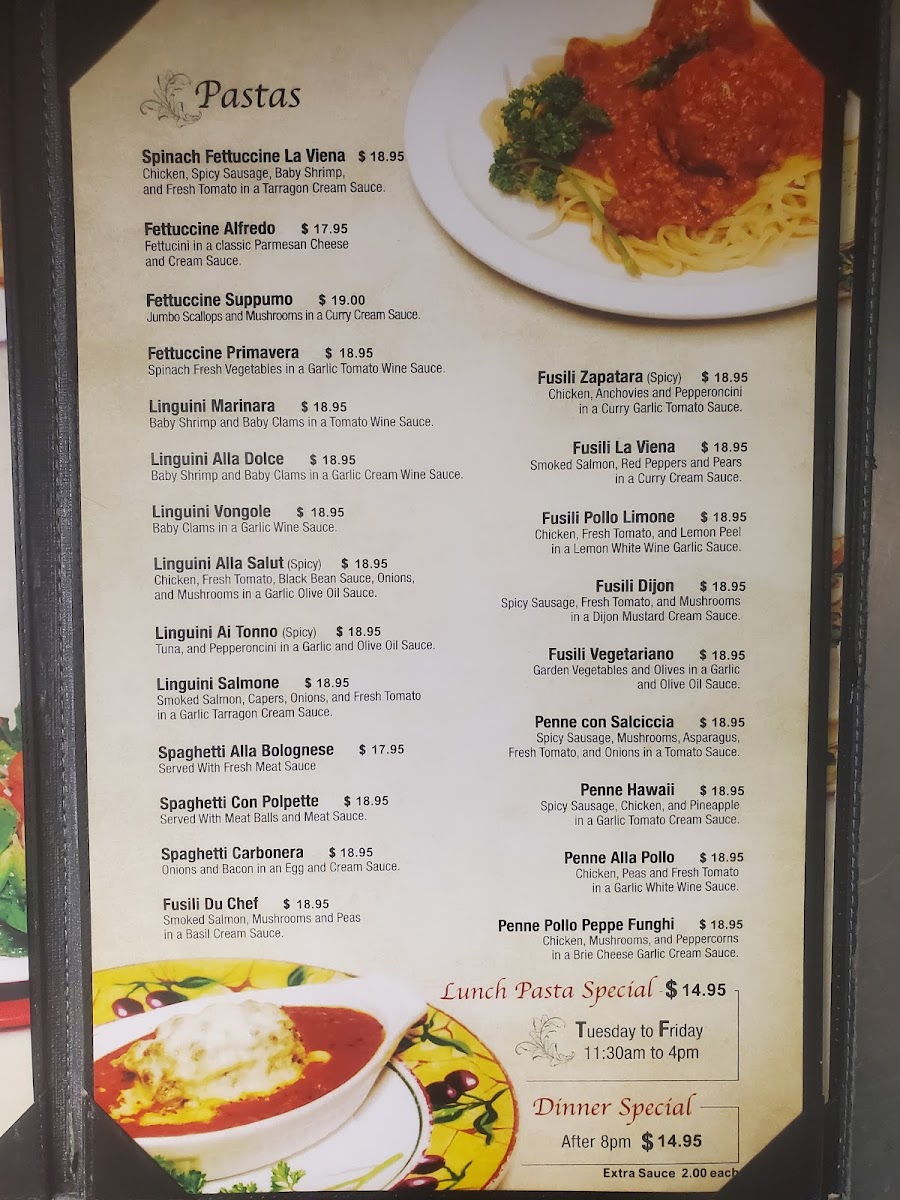 Pastas
Spinach Fettuccine La Viena $ 18.95
Chicken, Spicy Sausage, Baby Shrimp,
and Fresh Tomato in a Tarragon Cream Sauce.
Fettuccine Alfredo $ 17.95
Fettucini in a classic Parmesan Cheese
and Cream Sauce.
Fettuccine Suppumo $ 19.00
Jumbo Scallops and Mushrooms in a Curry Cream Sauce.
Fettuccine Primavera $ 18.95
Spinach Fresh Vegetables in a Garlic Tomato Wine Sauce.
Linguini Marinara $ 18.95
Baby Shrimp and Baby Clams in a Tomato Wine Sauce.
Linguini Alla Dolce $ 18.95
Baby Shrimp and Baby Clams in a Garlic Cream Wine Sauce.
Linguini Vongole $ 18.95
Baby Clams in a Garlic Wine Sauce.
Linguini Alla Salut (Spicy) $ 18.95
Chicken, Fresh Tomato, Black Bean Sauce, Onions,
and Mushrooms in a Garlic Olive Oil Sauce.
Linguini Ai Tonno (Spicy) $ 18.95
Tuna, and Pepperoncini in a Garlic and Olive Oil Sauce.
Linguini Salmone $ 18.95
Smoked Salmon, Capers, Onions, and Fresh Tomato
in a Garlic Tarragon Cream Sauce.
Spaghetti Alla Bolognese $ 17.95
Served With Fresh Meat Sauce
Spaghetti Con Polpette $ 18.95
Served With Meat Balls and Meat Sauce.
Spaghetti Carbonera $ 18.95
Onions and Bacon in an Egg and Cream Sauce.
Fusili Du Chef $ 18.95
Smoked Salmon, Mushrooms and Peas
in a Basil Cream Sauce.
Fusili Zapatara (Spicy) $ 18.95
Chicken, Anchovies and Pepperoncini
in a Curry Garlic Tomato Sauce.
Fusili La Viena $ 18.95
Smoked Salmon, Red Peppers and Pears
in a Curry Cream Sauce.
Fusili Pollo Limone $ 18.95
Chicken, Fresh Tomato, and Lemon Peel
in a Lemon White Wine Garlic Sauce.
Fusili Dijon $ 18.95
Spicy Sausage, Fresh Tomato, and Mushrooms
in a Dijon Mustard Cream Sauce.
Fusili Vegetariano $ 18.95
Garden Vegetables and Olives in a Garlic
and Olive Oil Sauce.
Penne con Salciccia $ 18.95
Spicy Sausage, Mushrooms, Asparagus,
Fresh Tomato, and Onions in a Tomato Sauce.
Penne Hawaii $ 18.95
Spicy Sausage, Chicken, and Pineapple
in a Garlic Tomato Cream Sauce.
Penne Alla Pollo $ 18.95
Chicken, Peas and Fresh Tomato
in a Garlic White Wine Sauce.
Penne Pollo Peppe Funghi $ 18.95
Chicken, Mushrooms, and Peppercorns
in a Brie Cheese Garlic Cream Sauce.
Lunch Pasta Special $ 14.95
Tuesday to Friday
11:30am to 4pm
Dinner Special
After 8pm $ 14.95
Extra Sauce 2.00 each